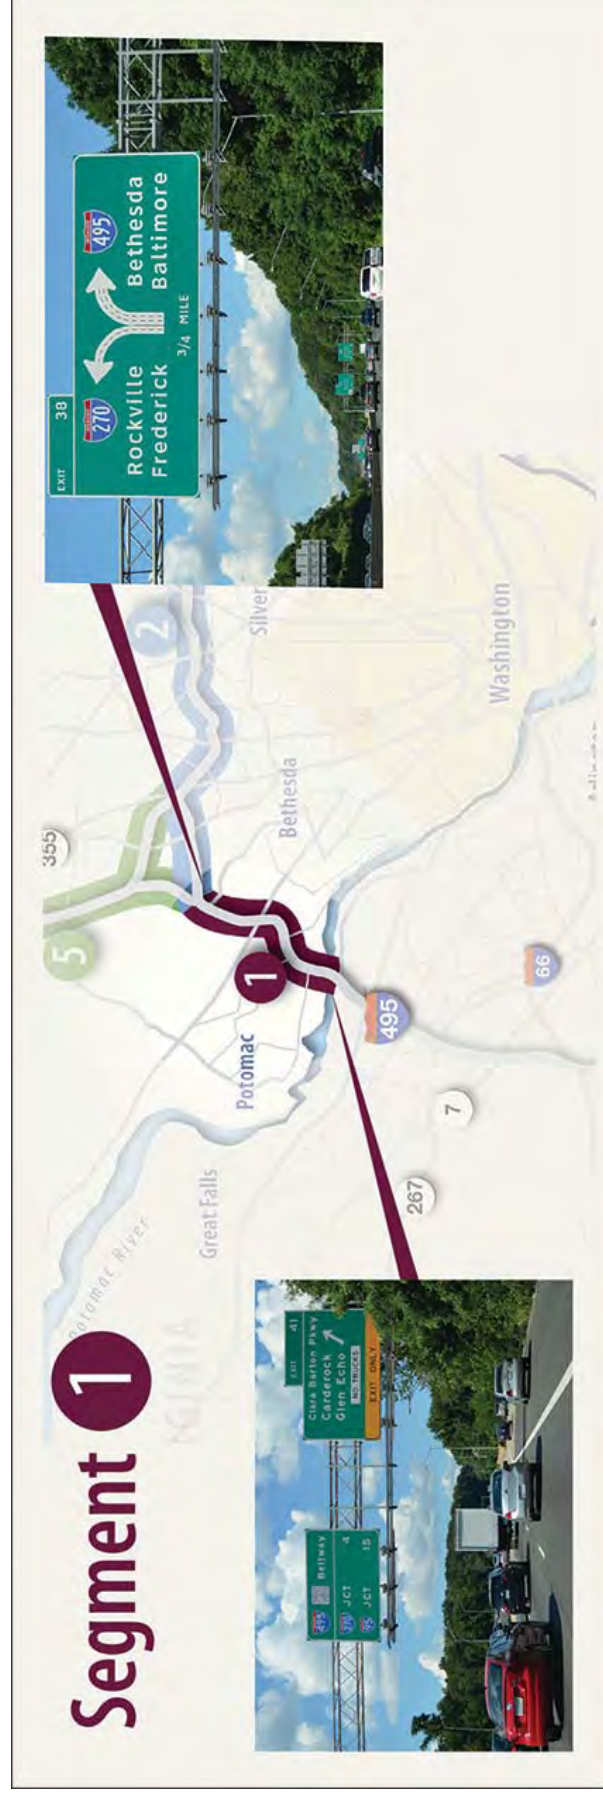 Segment 1
495 Beltway
270 JCT 4
95 JCT 15
EXIT 41
Clara Barton Pkwy
Carderock
Glen Echo
NO TRUCKS
EXIT ONLY
Potomac River
Great Falls
Potomac
Bethesda
Silver
Washington
5
355
2
1
495
267
7
66
EXIT 38
270
495
Rockville
Frederick
Bethesda
Baltimore
3/4 MILE